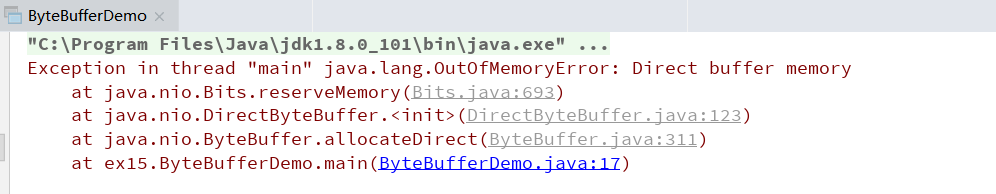 ByteBufferDemo
"C:\Program Files\Java\jdk1.8.0_101\bin\java.exe" ...
Exception in thread "main" java.lang.OutOfMemoryError: Direct buffer memory
at java.nio.Bits.reserveMemory(Bits.java:693)
at java.nio.DirectByteBuffer.<init>(DirectByteBuffer.java:123)
at java.nio.ByteBuffer.allocateDirect(ByteBuffer.java:311)
at ex15.ByteBufferDemo.main(ByteBufferDemo.java:17)